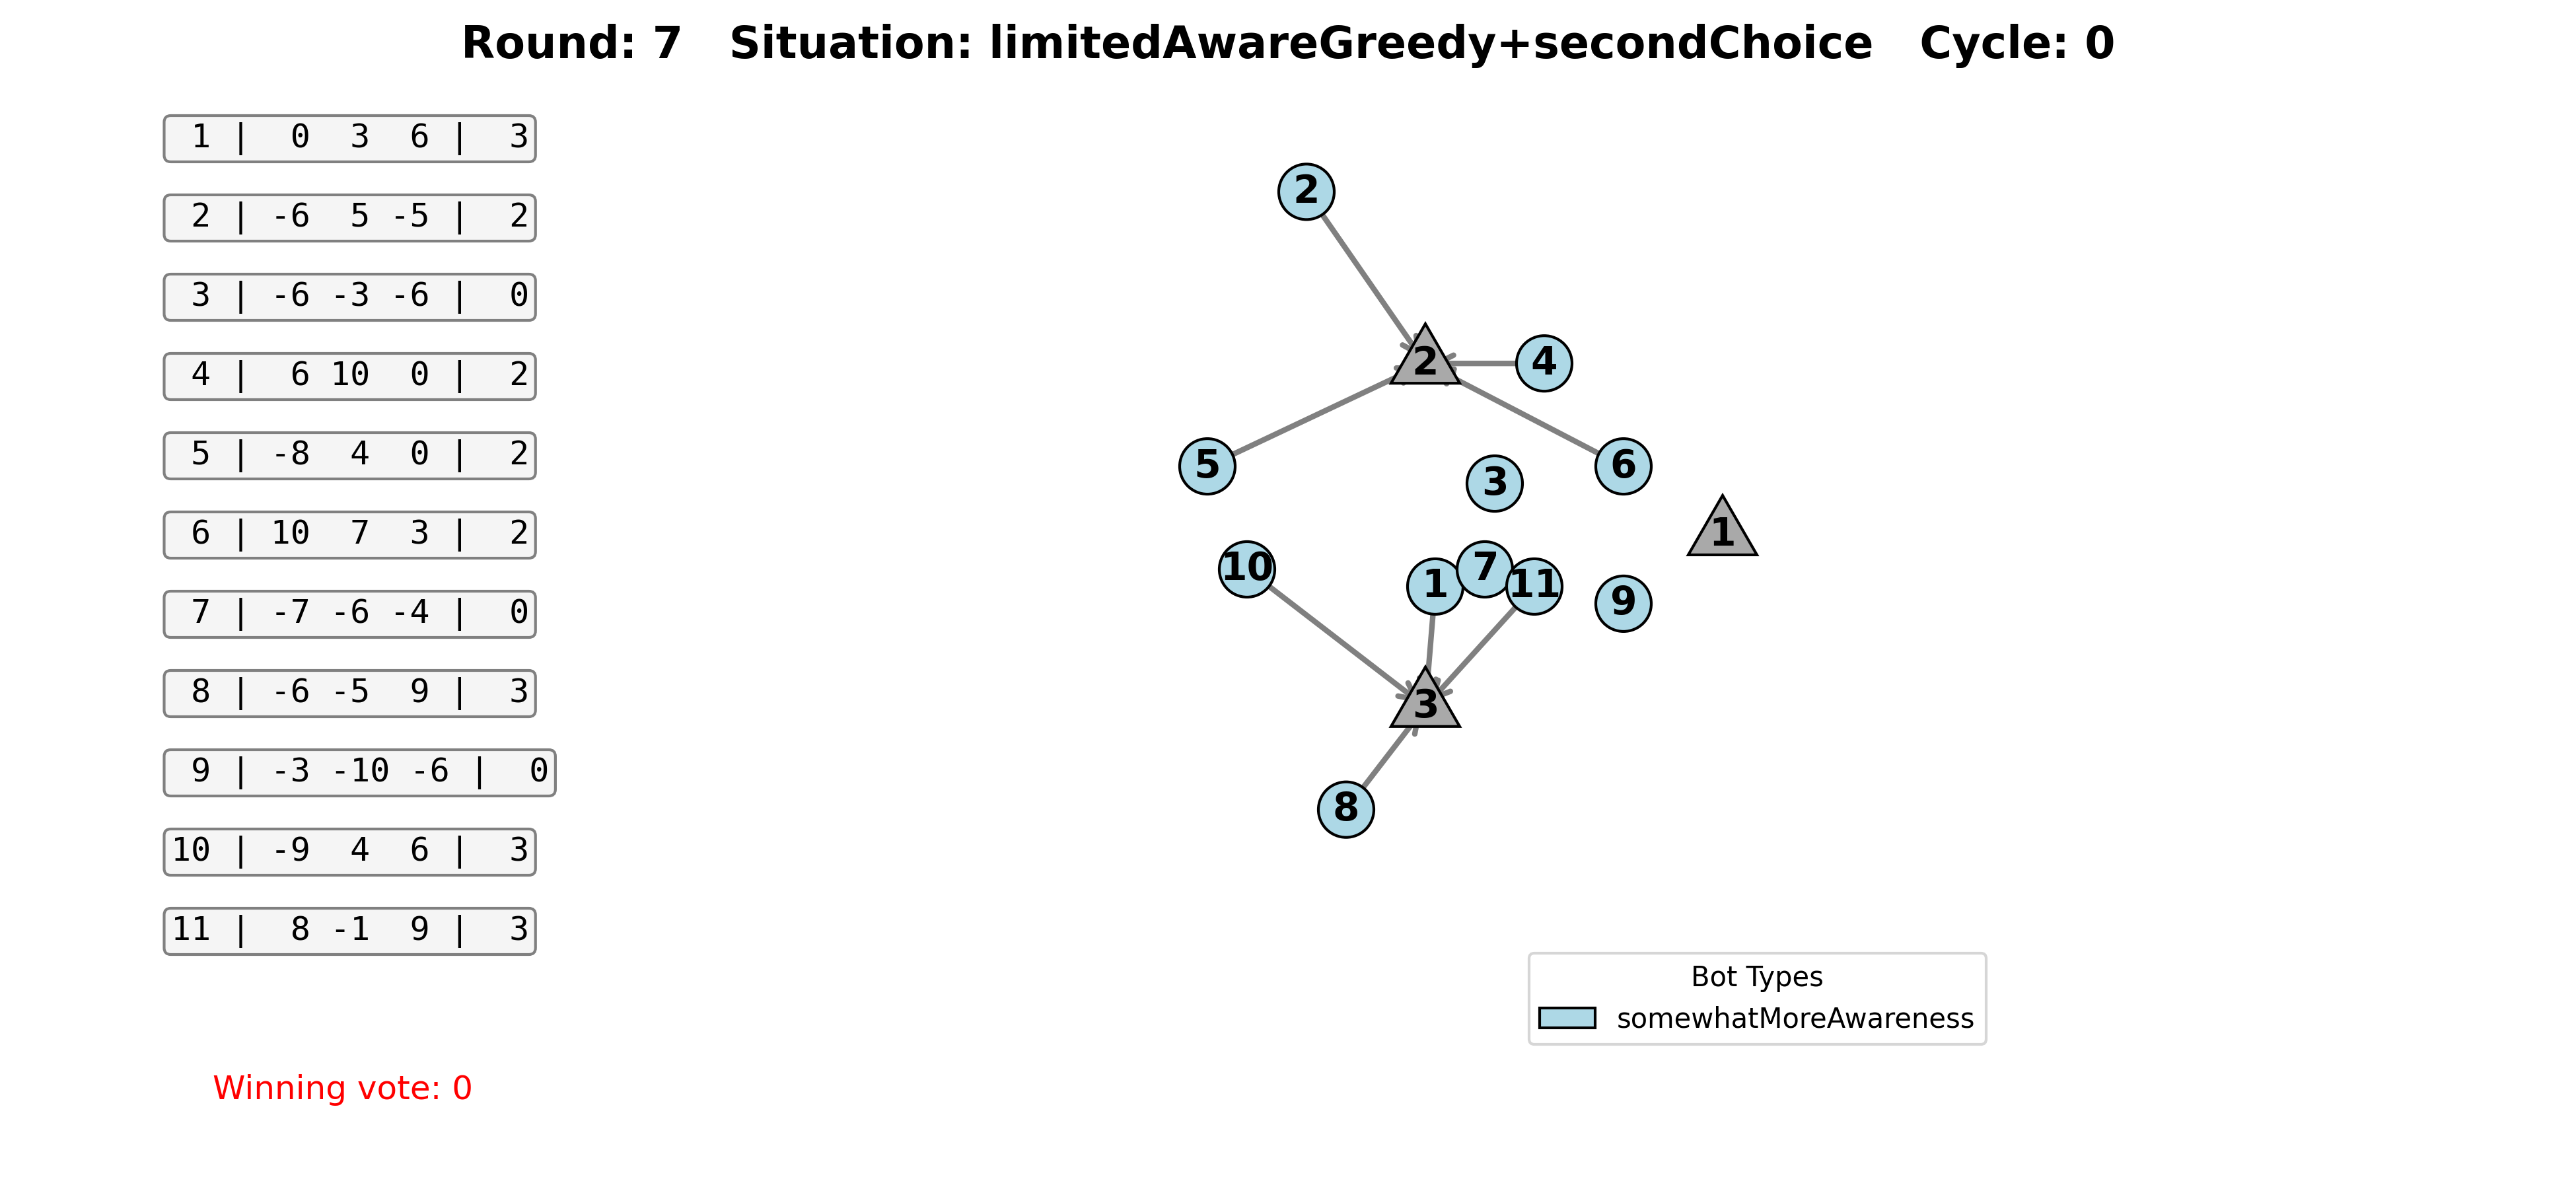 Round: 7   Situation: limitedAwareGreedy+secondChoice   Cycle: 0
1 |  0  3  6 |  3
2 | -6  5 -5 |  2
3 | -6 -3 -6 |  0
4 |  6 10  0 |  2
5 | -8  4  0 |  2
6 | 10  7  3 |  2
7 | -7 -6 -4 |  0
8 | -6 -5  9 |  3
9 | -3 -10 -6 |  0
10 | -9  4  6 |  3
11 |  8 -1  9 |  3
Winning vote: 0
2
2
4
5
6
3
1
10
1
7
11
9
3
8
Bot Types
somewhatMoreAwareness